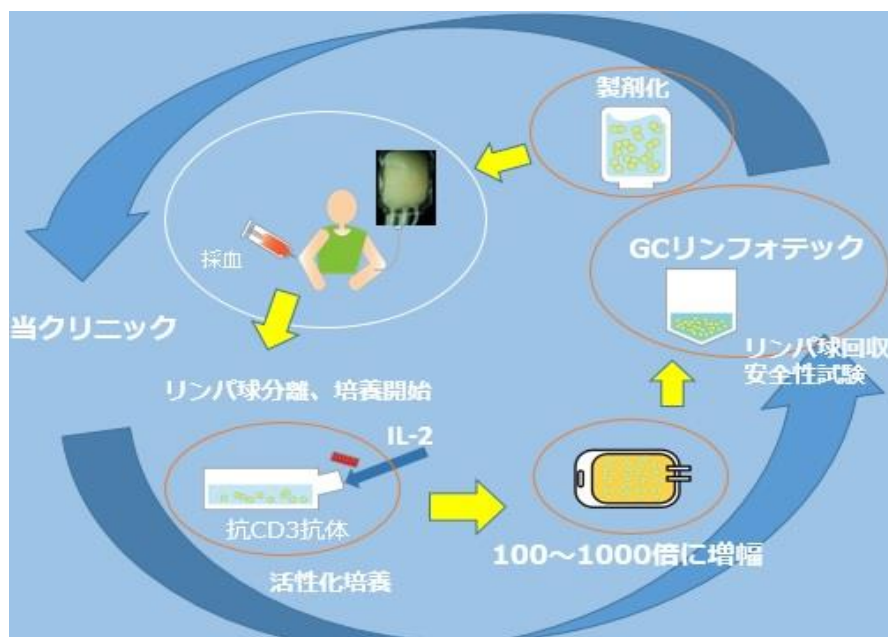 製剤化
GCリンフォテック
採血
当クリニック
リンパ球回収
安全性試験
リンパ球分離、培養開始
IL-2
抗CD3抗体
100～1000倍に増幅
活性化培養